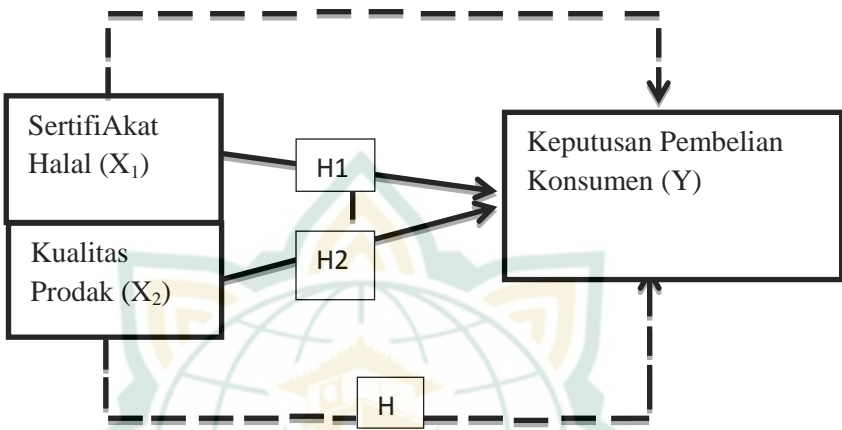 SertifiAkat
Halal (X₁)
H1
Keputusan Pembelian
Konsumen (Y)
Kualitas
Prodak (X₂)
H2
H